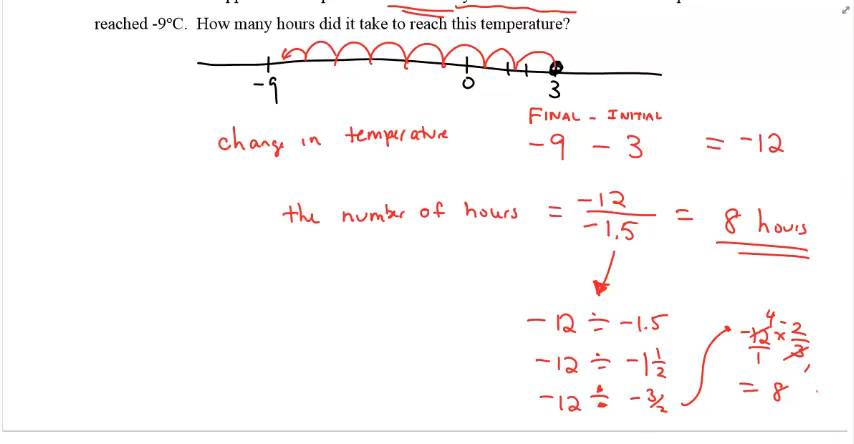 reached -9°C. How many hours did it take to reach this temperature?
-9 0 3
FINAL - INITIAL
change in temperature -9 - 3 = -12
the number of hours = -12/-1.5 = 8 hours
-12 ÷ -1.5
-12 ÷ -1 1/2
-12 ÷ -3/2
4
-12/1 × -2/3
1
= 8